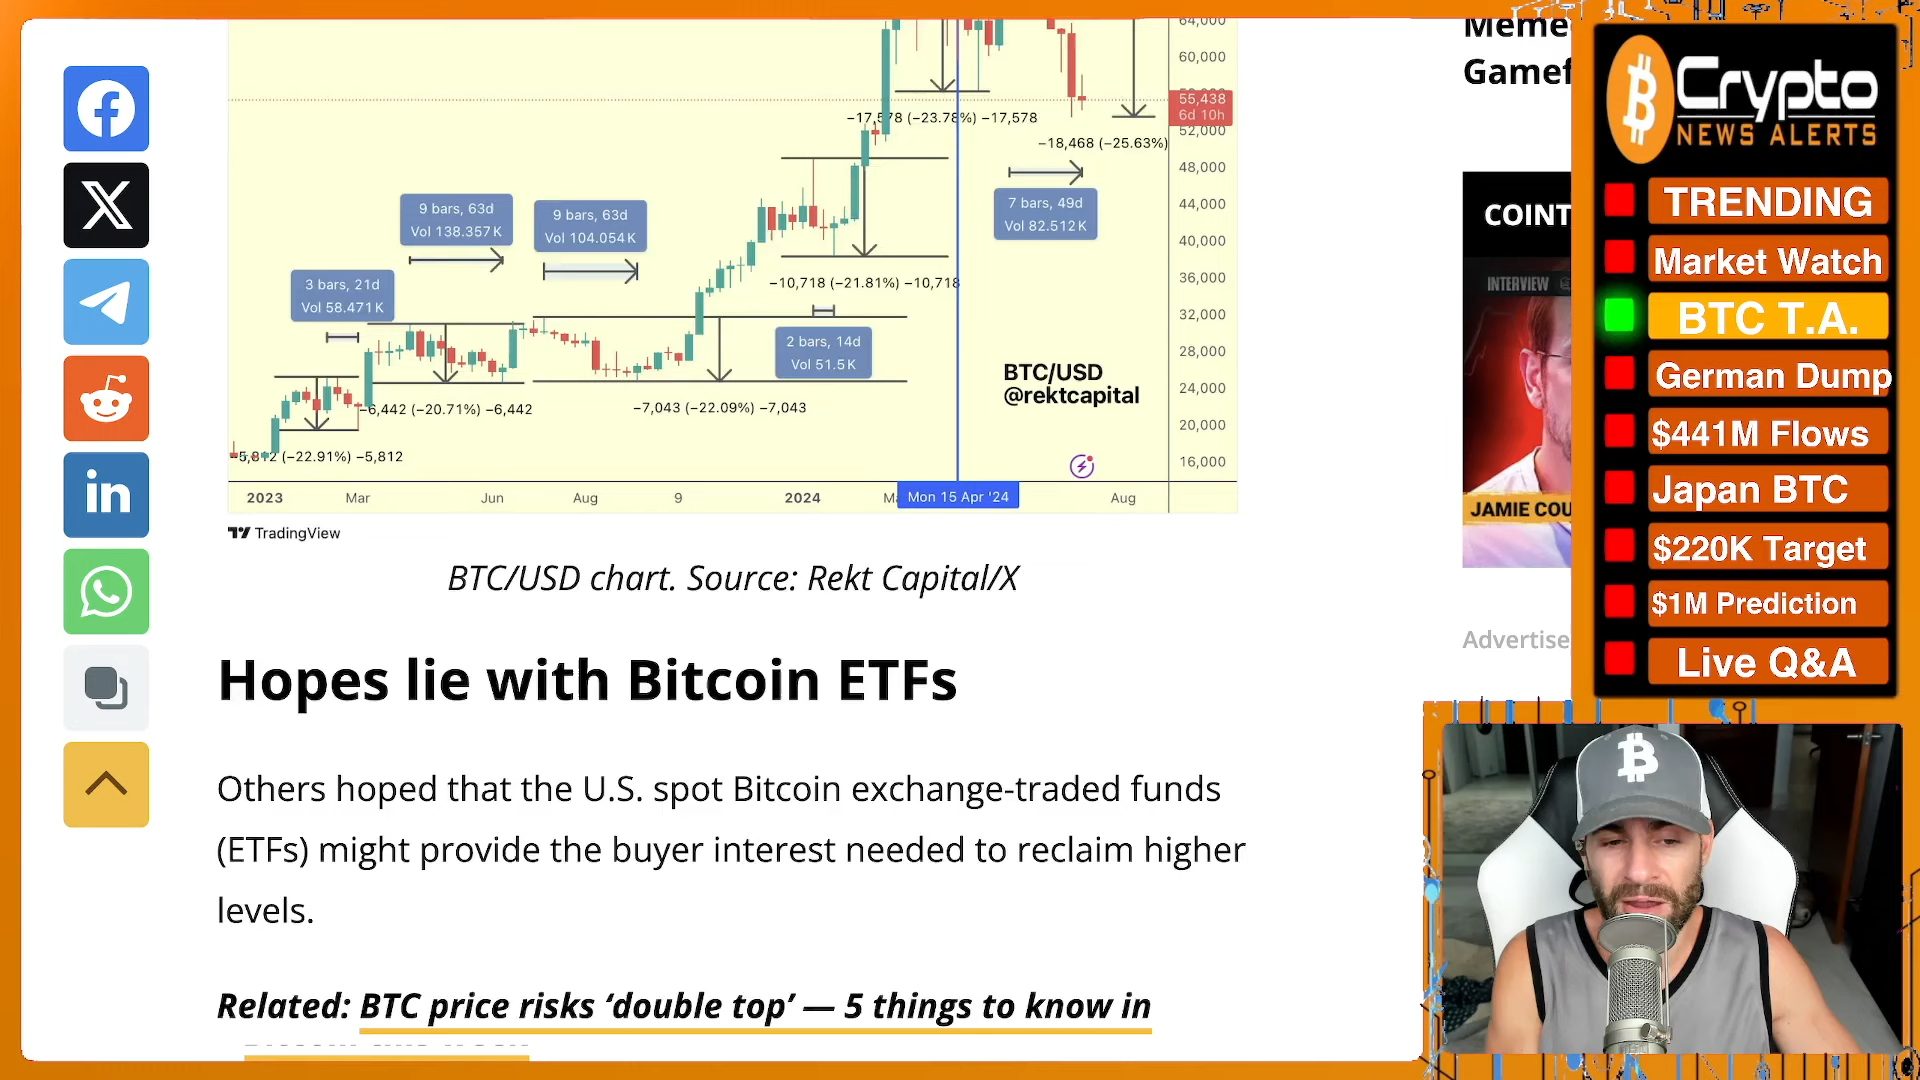 64,000
60,000
55,438
6d 10h
52,000
48,000
44,000
40,000
36,000
32,000
28,000
24,000
20,000
16,000
−17,578 (−23.78%) −17,578
−18,468 (−25.63%)
9 bars, 63d
Vol 138.357K
9 bars, 63d
Vol 104.054K
7 bars, 49d
Vol 82.512K
3 bars, 21d
Vol 58.471K
−10,718 (−21.81%) −10,718
2 bars, 14d
Vol 51.5K
BTC/USD
@rektcapital
−6,442 (−20.71%) −6,442
−7,043 (−22.09%) −7,043
−5,812 (−22.91%) −5,812
2023
Mar
Jun
Aug
9
2024
Mon 15 Apr '24
Aug
TradingView
BTC/USD chart. Source: Rekt Capital/X
Hopes lie with Bitcoin ETFs
Others hoped that the U.S. spot Bitcoin exchange-traded funds
(ETFs) might provide the buyer interest needed to reclaim higher
levels.
Related: BTC price risks ‘double top’ — 5 things to know in
Meme
Gamef
COINT
INTERVIEW
JAMIE COU
Advertise
Crypto
NEWS ALERTS
TRENDING
Market Watch
BTC T.A.
German Dump
$441M Flows
Japan BTC
$220K Target
$1M Prediction
Live Q&A